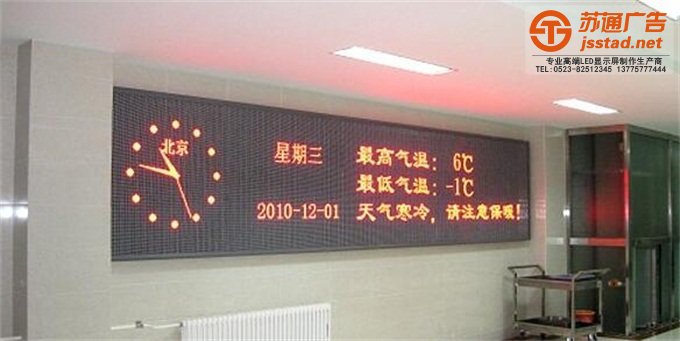 苏通广告
jsstad.net
专业高端LED显示屏制作生产商
TEL:0523-82512345 13775777444
北京
星期三
2010-12-01
最高气温： 6℃
最低气温：-1℃
天气寒冷，请注意保暖！